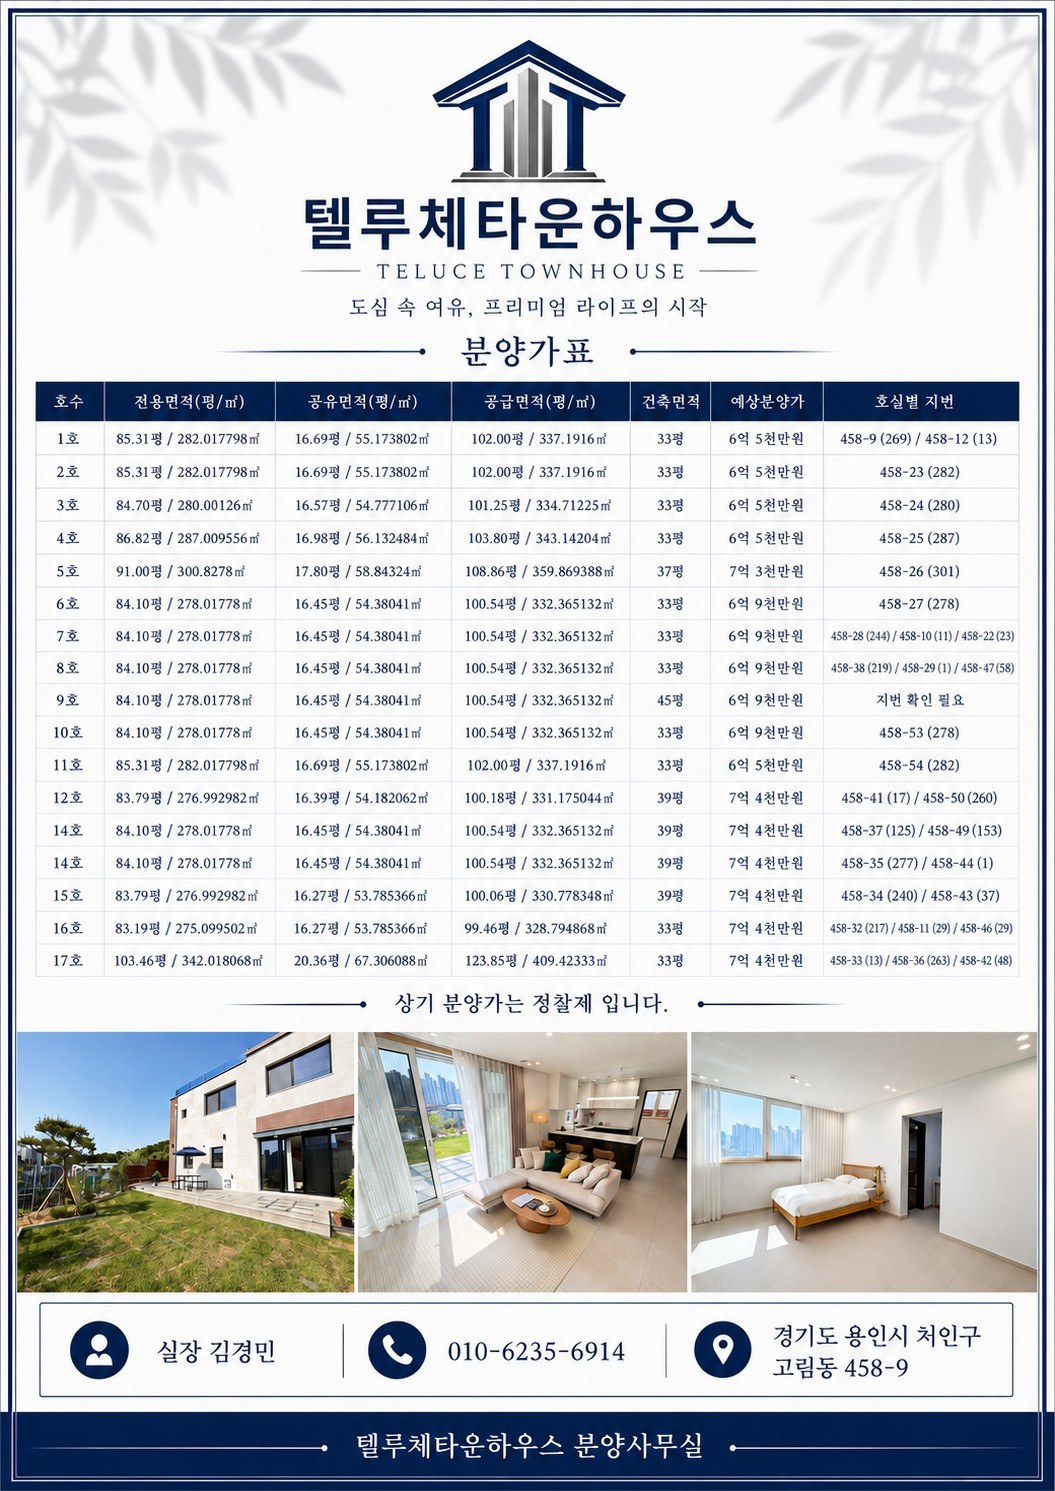 텔루체타운하우스
TELUCE TOWNHOUSE
도심 속 여유, 프리미엄 라이프의 시작
분양가표
호수 전용면적(평/㎡) 공유면적(평/㎡) 공급면적(평/㎡) 건축면적 예상분양가 호실별 지번
1호 85.31평 / 282.017798㎡ 16.69평 / 55.173802㎡ 102.00평 / 337.1916㎡ 33평 6억 5천만원 458-9 (269) / 458-12 (13)
2호 85.31평 / 282.017798㎡ 16.69평 / 55.173802㎡ 102.00평 / 337.1916㎡ 33평 6억 5천만원 458-23 (282)
3호 84.70평 / 280.00126㎡ 16.57평 / 54.777106㎡ 101.25평 / 334.71225㎡ 33평 6억 5천만원 458-24 (280)
4호 86.82평 / 287.009556㎡ 16.98평 / 56.132484㎡ 103.80평 / 343.14204㎡ 33평 6억 5천만원 458-25 (287)
5호 91.00평 / 300.8278㎡ 17.80평 / 58.84324㎡ 108.86평 / 359.869388㎡ 37평 7억 3천만원 458-26 (301)
6호 84.10평 / 278.01778㎡ 16.45평 / 54.38041㎡ 100.54평 / 332.365132㎡ 33평 6억 9천만원 458-27 (278)
7호 84.10평 / 278.01778㎡ 16.45평 / 54.38041㎡ 100.54평 / 332.365132㎡ 33평 6억 9천만원 458-28 (244) / 458-10 (11) / 458-22 (23)
8호 84.10평 / 278.01778㎡ 16.45평 / 54.38041㎡ 100.54평 / 332.365132㎡ 33평 6억 9천만원 458-38 (219) / 458-29 (1) / 458-47 (58)
9호 84.10평 / 278.01778㎡ 16.45평 / 54.38041㎡ 100.54평 / 332.365132㎡ 45평 6억 9천만원 지번 확인 필요
10호 84.10평 / 278.01778㎡ 16.45평 / 54.38041㎡ 100.54평 / 332.365132㎡ 33평 6억 9천만원 458-53 (278)
11호 85.31평 / 282.017798㎡ 16.69평 / 55.173802㎡ 102.00평 / 337.1916㎡ 33평 6억 5천만원 458-54 (282)
12호 83.79평 / 276.992982㎡ 16.39평 / 54.182062㎡ 100.18평 / 331.175044㎡ 39평 7억 4천만원 458-41 (17) / 458-50 (260)
14호 84.10평 / 278.01778㎡ 16.45평 / 54.38041㎡ 100.54평 / 332.365132㎡ 39평 7억 4천만원 458-37 (125) / 458-49 (153)
14호 84.10평 / 278.01778㎡ 16.45평 / 54.38041㎡ 100.54평 / 332.365132㎡ 39평 7억 4천만원 458-35 (277) / 458-44 (1)
15호 83.79평 / 276.992982㎡ 16.27평 / 53.785366㎡ 100.06평 / 330.778348㎡ 39평 7억 4천만원 458-34 (240) / 458-43 (37)
16호 83.19평 / 275.099502㎡ 16.27평 / 53.785366㎡ 99.46평 / 328.794868㎡ 33평 7억 4천만원 458-32 (217) / 458-11 (29) / 458-46 (29)
17호 103.46평 / 342.018068㎡ 20.36평 / 67.306088㎡ 123.85평 / 409.42333㎡ 33평 7억 4천만원 458-33 (13) / 458-36 (263) / 458-42 (48)
상기 분양가는 정찰제 입니다.
실장 김경민
010-6235-6914
경기도 용인시 처인구
고림동 458-9
텔루체타운하우스 분양사무실